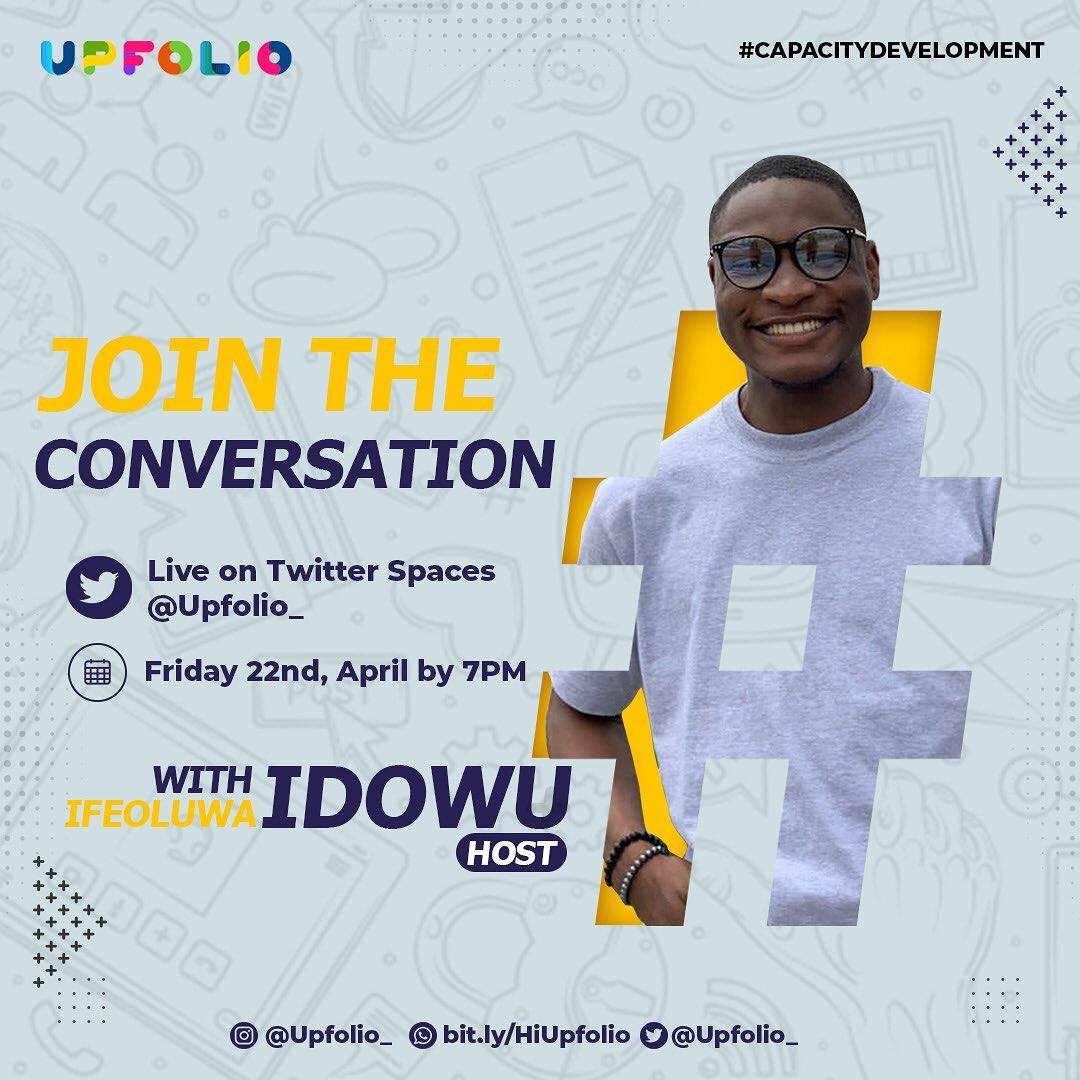 UPFOLIO
#CAPACITYDEVELOPMENT
JOIN THE
CONVERSATION
Live on Twitter Spaces
@Upfolio_
Friday 22nd, April by 7PM
WITH
IFEOLUWA IDOWU
HOST
@Upfolio_ bit.ly/HiUpfolio @Upfolio_